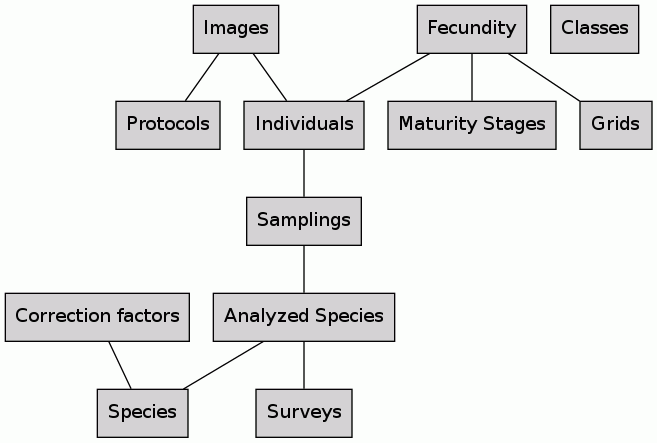 Images
Fecundity
Classes
Protocols
Individuals
Maturity Stages
Grids
Samplings
Correction factors
Analyzed Species
Species
Surveys